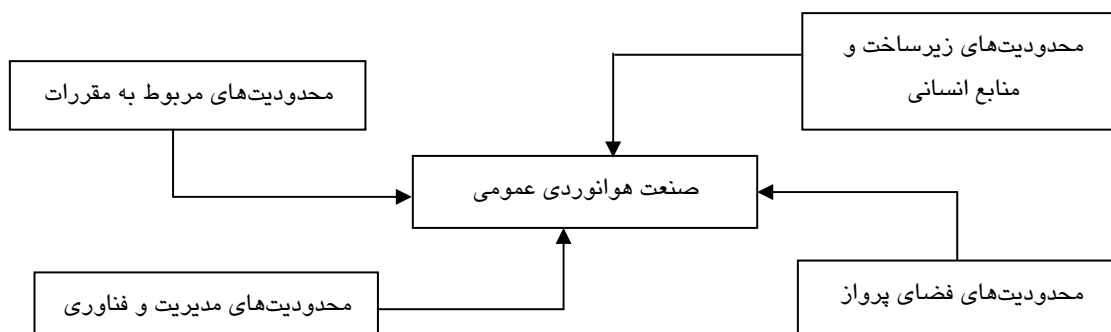 محدودیت‌های زیرساخت و
منابع انسانی
محدودیت‌های مربوط به مقررات
صنعت هوانوردی عمومی
محدودیت‌های فضای پرواز
محدودیت‌های مدیریت و فناوری